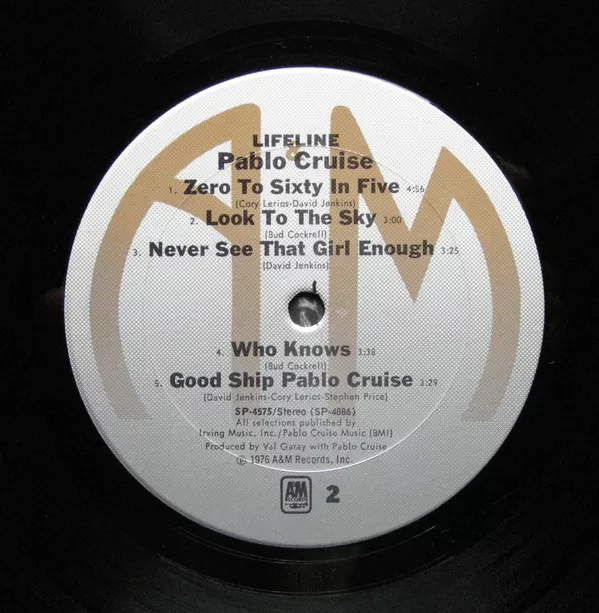 LIFELINE
Pablo Cruise
1. Zero To Sixty In Five 4:56
(Cory Lerios-David Jenkins)
2. Look To The Sky 3:00
(Bud Cockrell)
3. Never See That Girl Enough 3:25
(David Jenkins)
4. Who Knows 3:38
(Bud Cockrell)
5. Good Ship Pablo Cruise 3:29
(David Jenkins-Cory Lerios-Stephen Price)
SP-4575/Stereo (SP-4886)
All selections published by
Irving Music, Inc./Pablo Cruise Music (BMI)
Produced by Val Garay with Pablo Cruise
℗ 1976 A&M Records, Inc.
A&M
RECORDS
2